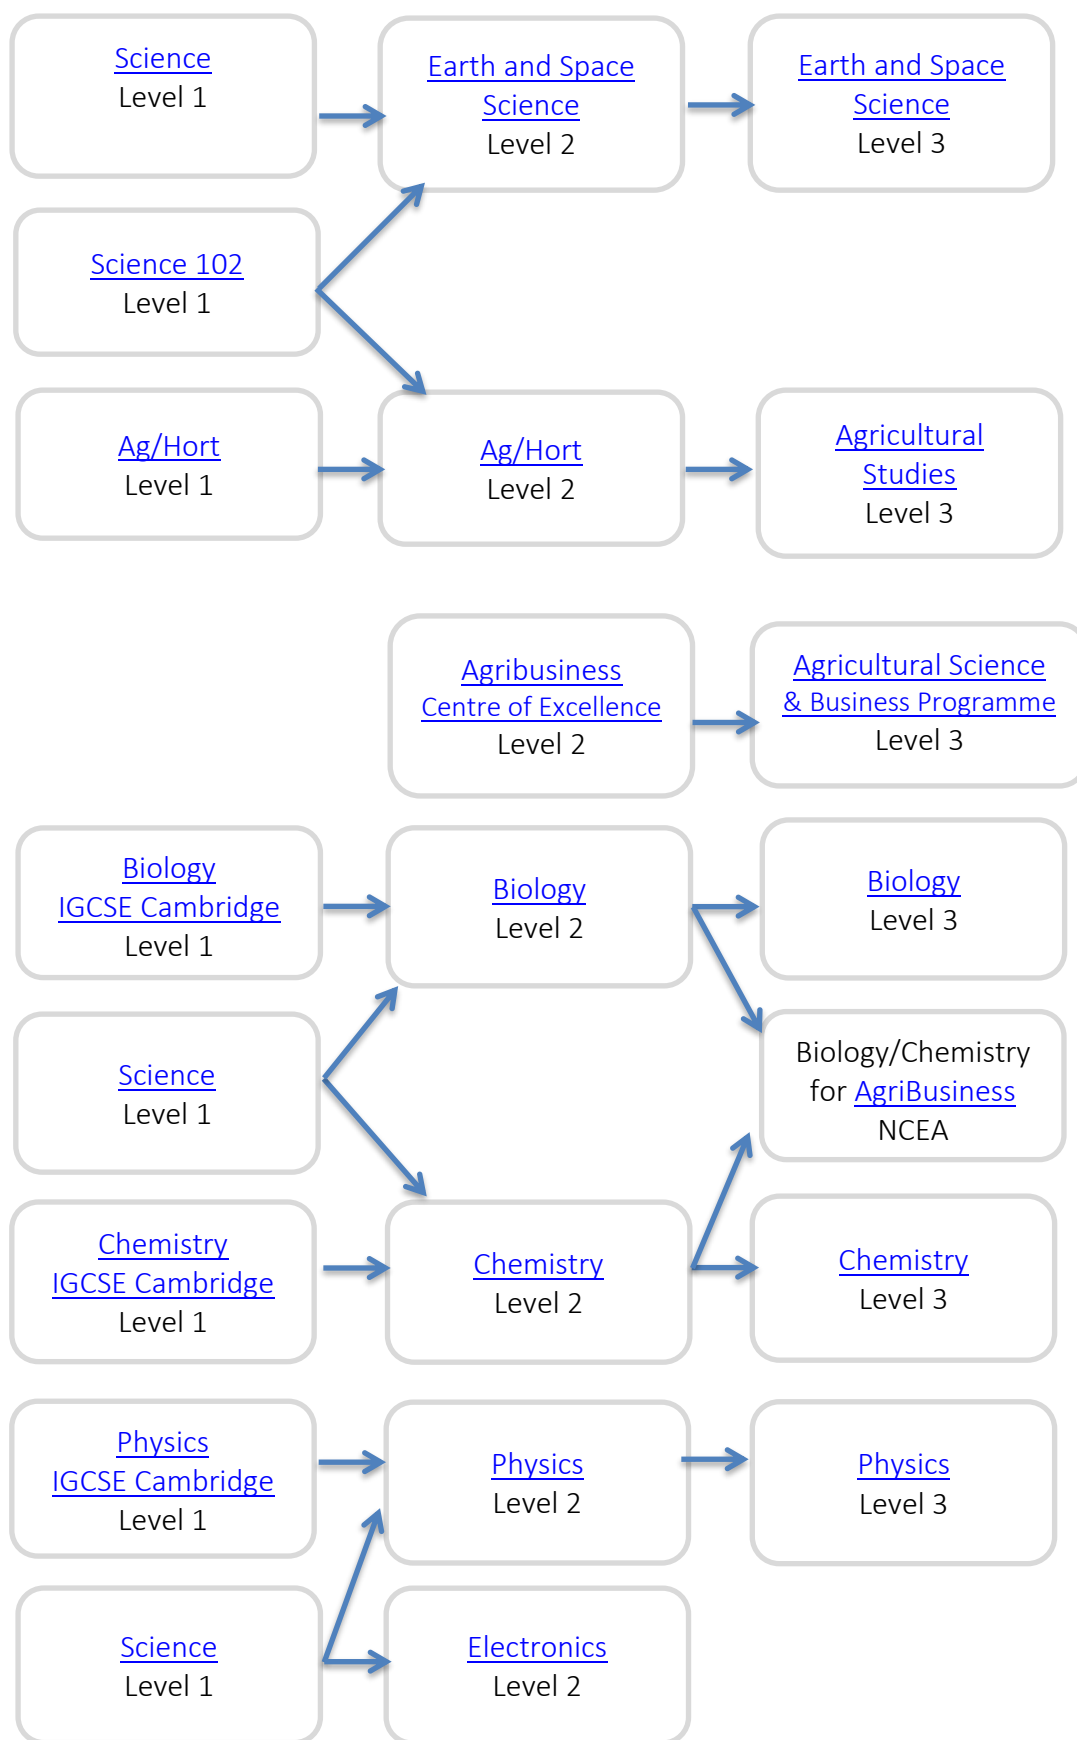 Science
Level 1
Earth and Space
Science
Level 2
Earth and Space
Science
Level 3
Science 102
Level 1
Ag/Hort
Level 1
Ag/Hort
Level 2
Agricultural
Studies
Level 3
Agribusiness
Centre of Excellence
Level 2
Agricultural Science
& Business Programme
Level 3
Biology
IGCSE Cambridge
Level 1
Biology
Level 2
Biology
Level 3
Science
Level 1
Biology/Chemistry
for AgriBusiness
NCEA
Chemistry
IGCSE Cambridge
Level 1
Chemistry
Level 2
Chemistry
Level 3
Physics
IGCSE Cambridge
Level 1
Physics
Level 2
Physics
Level 3
Science
Level 1
Electronics
Level 2